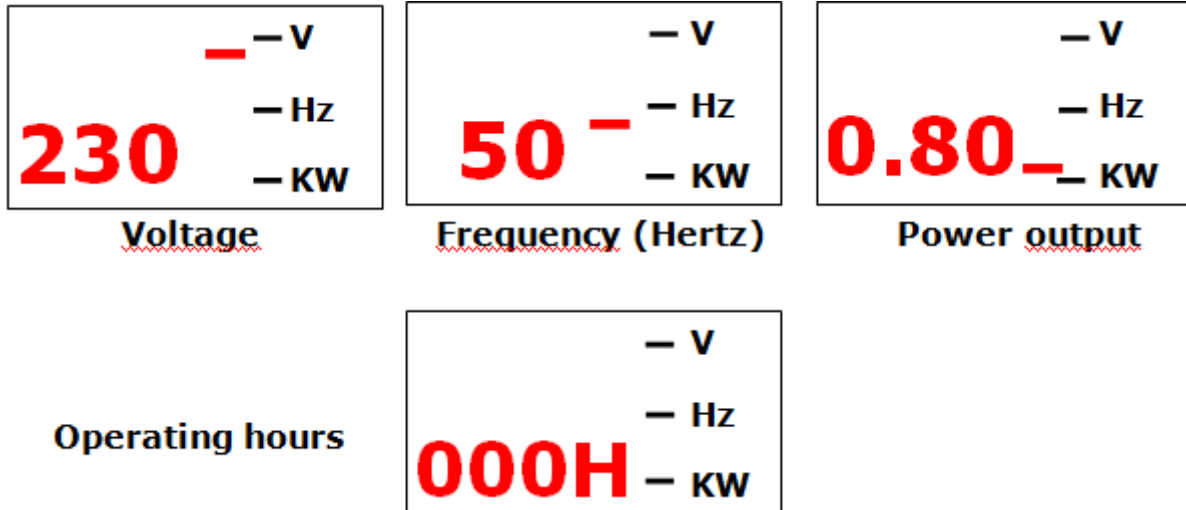 V
Hz
230
KW
Voltage
V
Hz
50
KW
Frequency (Hertz)
V
Hz
0.80
KW
Power output
Operating hours
V
Hz
000H
KW